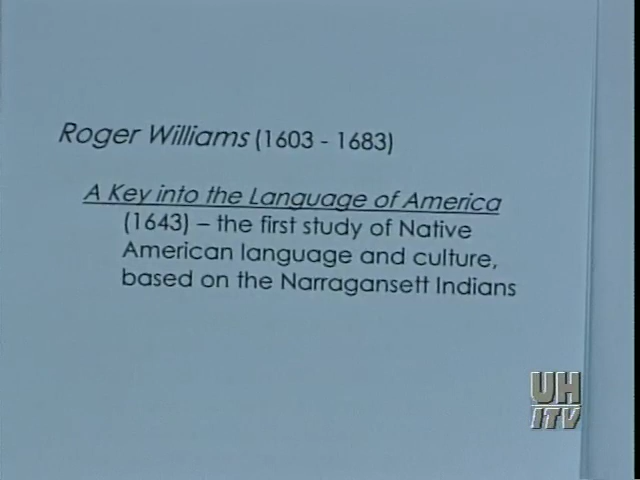 Roger Williams (1603 - 1683)
A Key into the Language of America
(1643) – the first study of Native
American language and culture,
based on the Narragansett Indians
UH
ITV